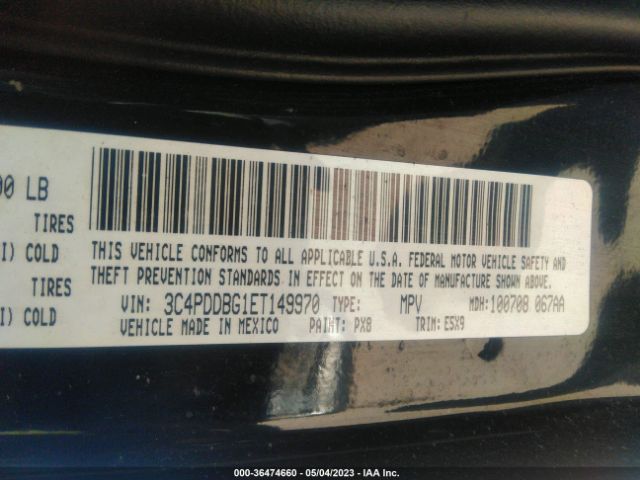 00 LB
TIRES
I) COLD
TIRES
I) COLD
THIS VEHICLE CONFORMS TO ALL APPLICABLE U.S.A. FEDERAL MOTOR VEHICLE SAFETY AND
THEFT PREVENTION STANDARDS IN EFFECT ON THE DATE OF MANUFACTURE SHOWN ABOVE.
VIN: 3C4PDDBG1ET149970 TYPE: MPV MDH: 100708 067AA
VEHICLE MADE IN MEXICO PAINT: PX8 TRIM: E5X9
000-36474660 - 05/04/2023 - IAA Inc.